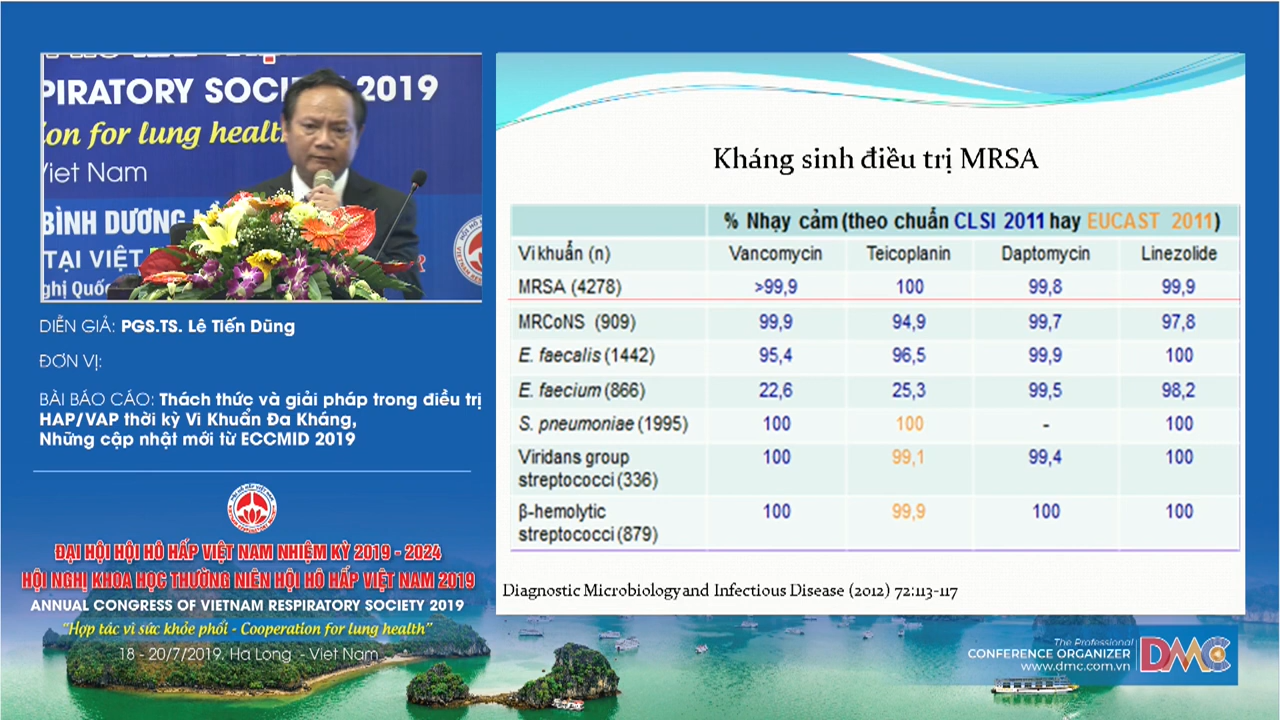 PIRATORY SOCIETY 2019
on for lung healt
Viet Nam
BÌNH DƯƠNG
TẠI VIỆT
nghị Quốc
DIỄN GIẢ: PGS.TS. Lê Tiến Dũng
ĐƠN VỊ:
BÀI BÁO CÁO: Thách thức và giải pháp trong điều trị
HAP/VAP thời kỳ Vi Khuẩn Đa Kháng,
Những cập nhật mới từ ECCMID 2019
ĐẠI HỘI HỘI HÔ HẤP VIỆT NAM NHIỆM KỲ 2019 - 2024
HỘI NGHỊ KHOA HỌC THƯỜNG NIÊN HỘI HÔ HẤP VIỆT NAM 2019
ANNUAL CONGRESS OF VIETNAM RESPIRATORY SOCIETY 2019
"Hợp tác vì sức khỏe phổi - Cooperation for lung health"
18 - 20/7/2019. Ha Long - Viet Nam
Kháng sinh điều trị MRSA
% Nhạy cảm (theo chuẩn CLSI 2011 hay EUCAST 2011)
Vi khuẩn (n) Vancomycin Teicoplanin Daptomycin Linezolide
MRSA (4278) >99,9 100 99,8 99,9
MRCoNS (909) 99,9 94,9 99,7 97,8
E. faecalis (1442) 95,4 96,5 99,9 100
E. faecium (866) 22,6 25,3 99,5 98,2
S. pneumoniae (1995) 100 100 - 100
Viridans group
streptococci (336) 100 99,1 99,4 100
β-hemolytic
streptococci (879) 100 99,9 100 100
Diagnostic Microbiology and Infectious Disease (2012) 72:113-117
The Professional
CONFERENCE ORGANIZER
www.dmc.com.vn
DMC